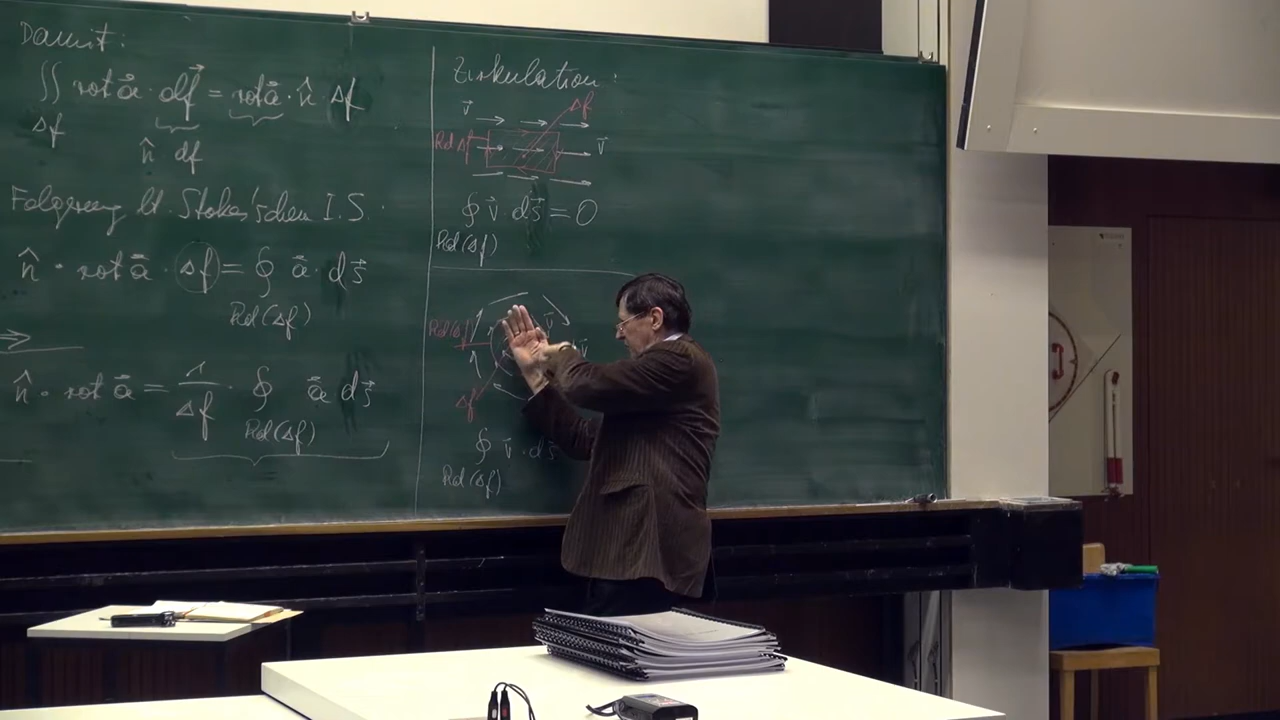 Damit:
∬ rot a⃗ · df⃗ = rot a⃗ · n̂ · Δf
Δf
n̂ df
Folgerung lt. Stokes'schen I.S.
n̂ · rot a⃗ · Δf = ∮ a⃗ · ds⃗
Rd(Δf)
⇒
n̂ · rot a⃗ = 1/Δf · ∮ a⃗ ds⃗
Rd(Δf)
Zirkulation:
Δf
v⃗
Rd Δf
v⃗
∮ v⃗ · ds⃗ = 0
Rd(Δf)
Rd(Δf)
v⃗
Δf
∮ v⃗ · ds
Rd(Δf)